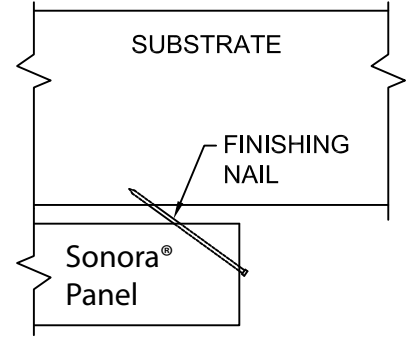 SUBSTRATE
FINISHING
NAIL
Sonora®
Panel